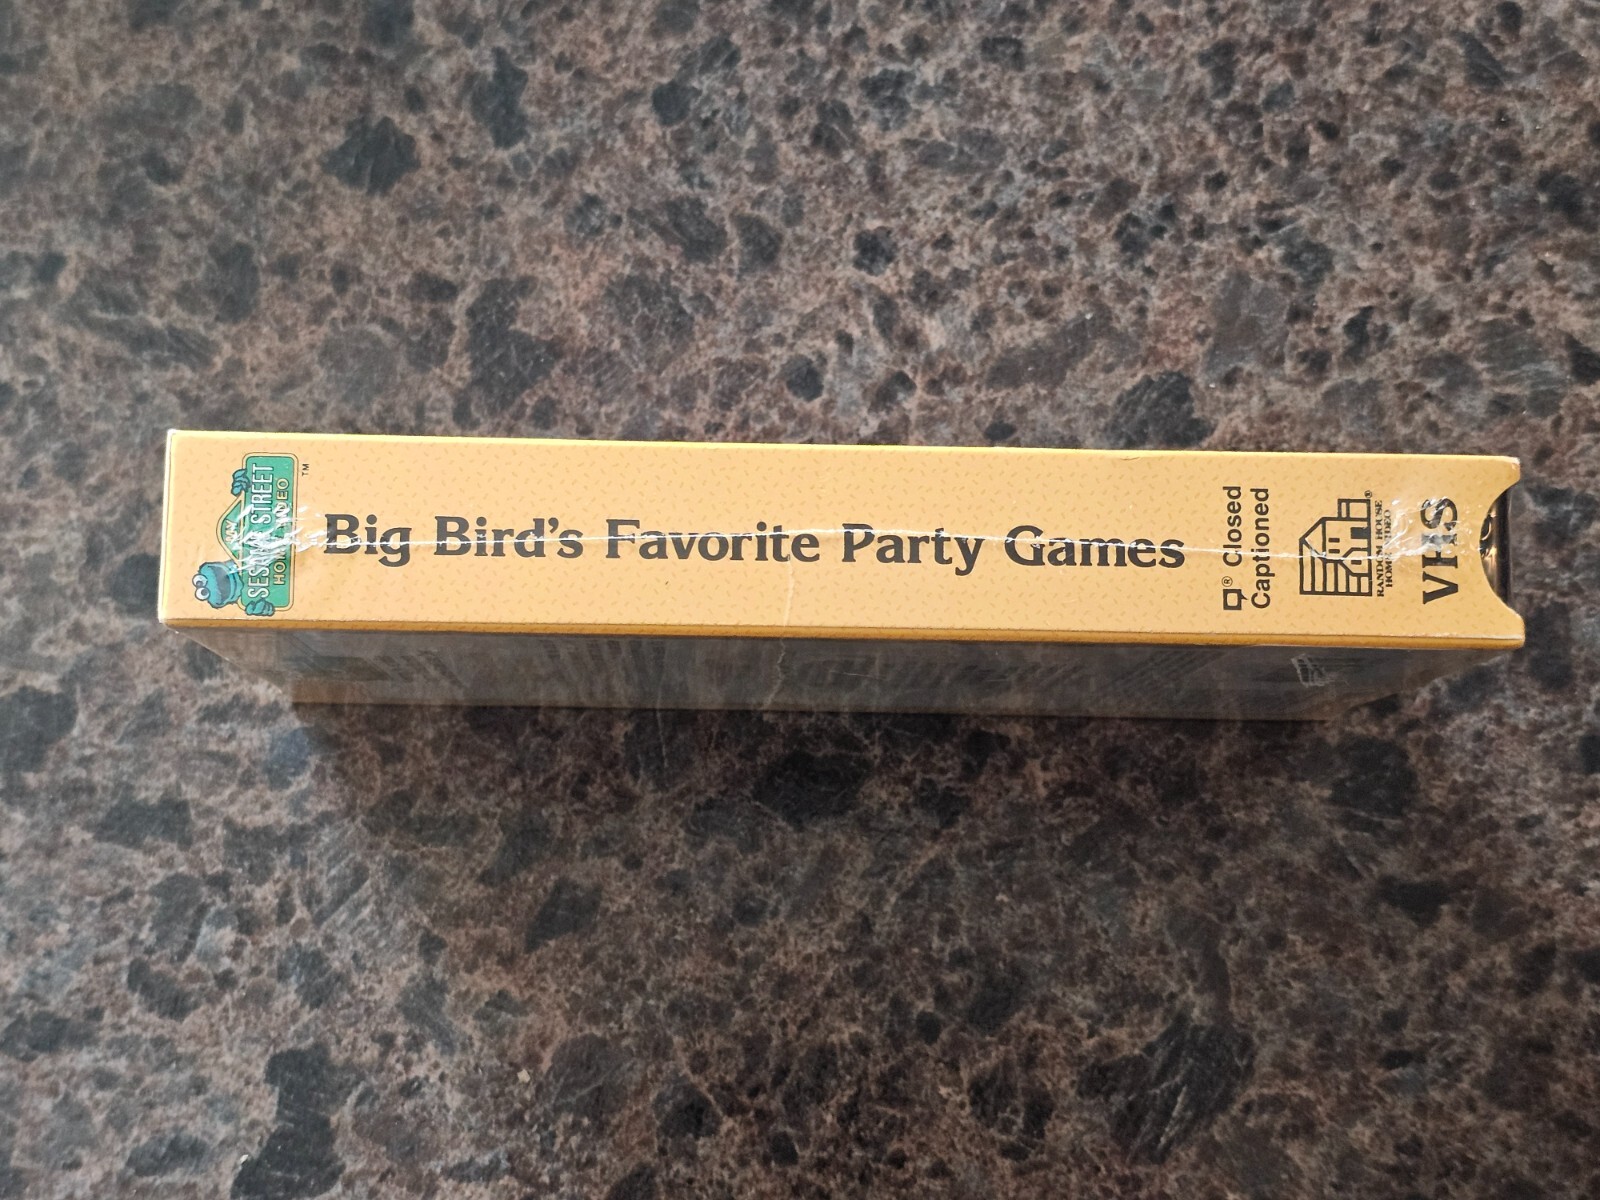 SESAME STREET
HOME VIDEO
TM
Big Bird's Favorite Party Games
® Closed
Captioned
®
RANDOM HOUSE
HOME VIDEO
VHS